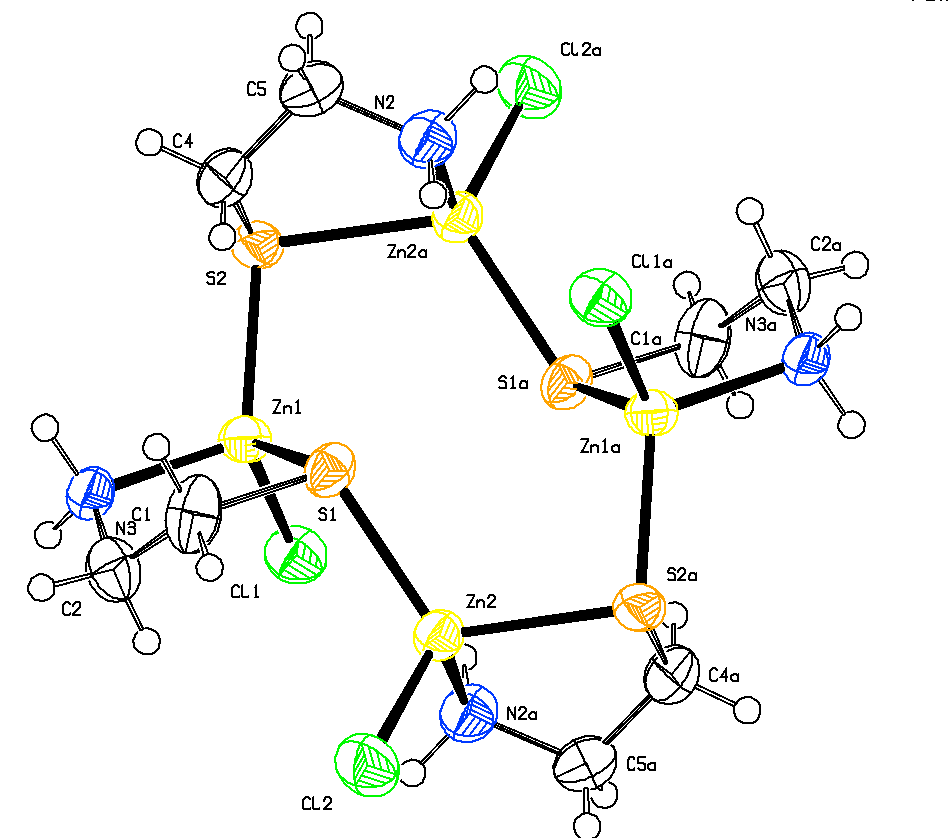 Cl2a
C5
N2
C4
Zn2a
S2
C2a
Cl1a
N3a
C1a
S1a
Zn1
Zn1a
S1
C1
N3
Cl1
C2
S2a
Zn2
C4a
N2a
C5a
Cl2